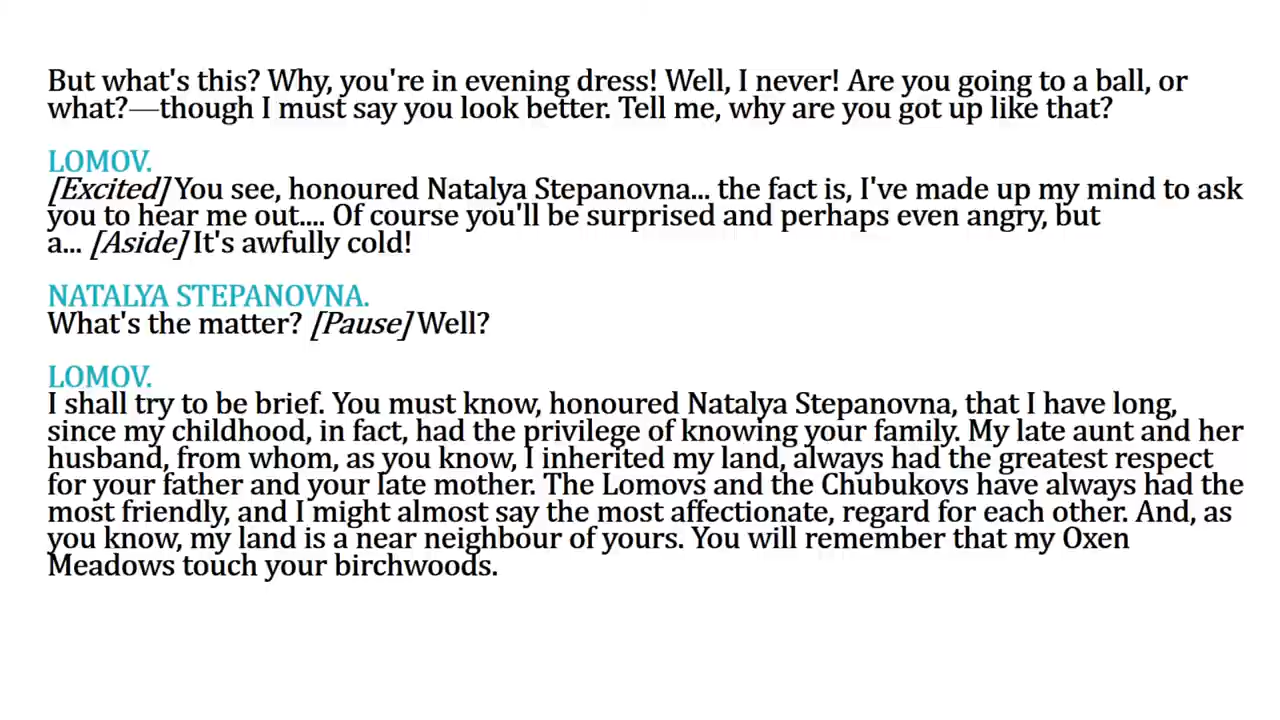 But what's this? Why, you're in evening dress! Well, I never! Are you going to a ball, or
what?—though I must say you look better. Tell me, why are you got up like that?
LOMOV.
[Excited] You see, honoured Natalya Stepanovna... the fact is, I've made up my mind to ask
you to hear me out.... Of course you'll be surprised and perhaps even angry, but
a... [Aside] It's awfully cold!
NATALYA STEPANOVNA.
What's the matter? [Pause] Well?
LOMOV.
I shall try to be brief. You must know, honoured Natalya Stepanovna, that I have long,
since my childhood, in fact, had the privilege of knowing your family. My late aunt and her
husband, from whom, as you know, I inherited my land, always had the greatest respect
for your father and your late mother. The Lomovs and the Chubukovs have always had the
most friendly, and I might almost say the most affectionate, regard for each other. And, as
you know, my land is a near neighbour of yours. You will remember that my Oxen
Meadows touch your birchwoods.